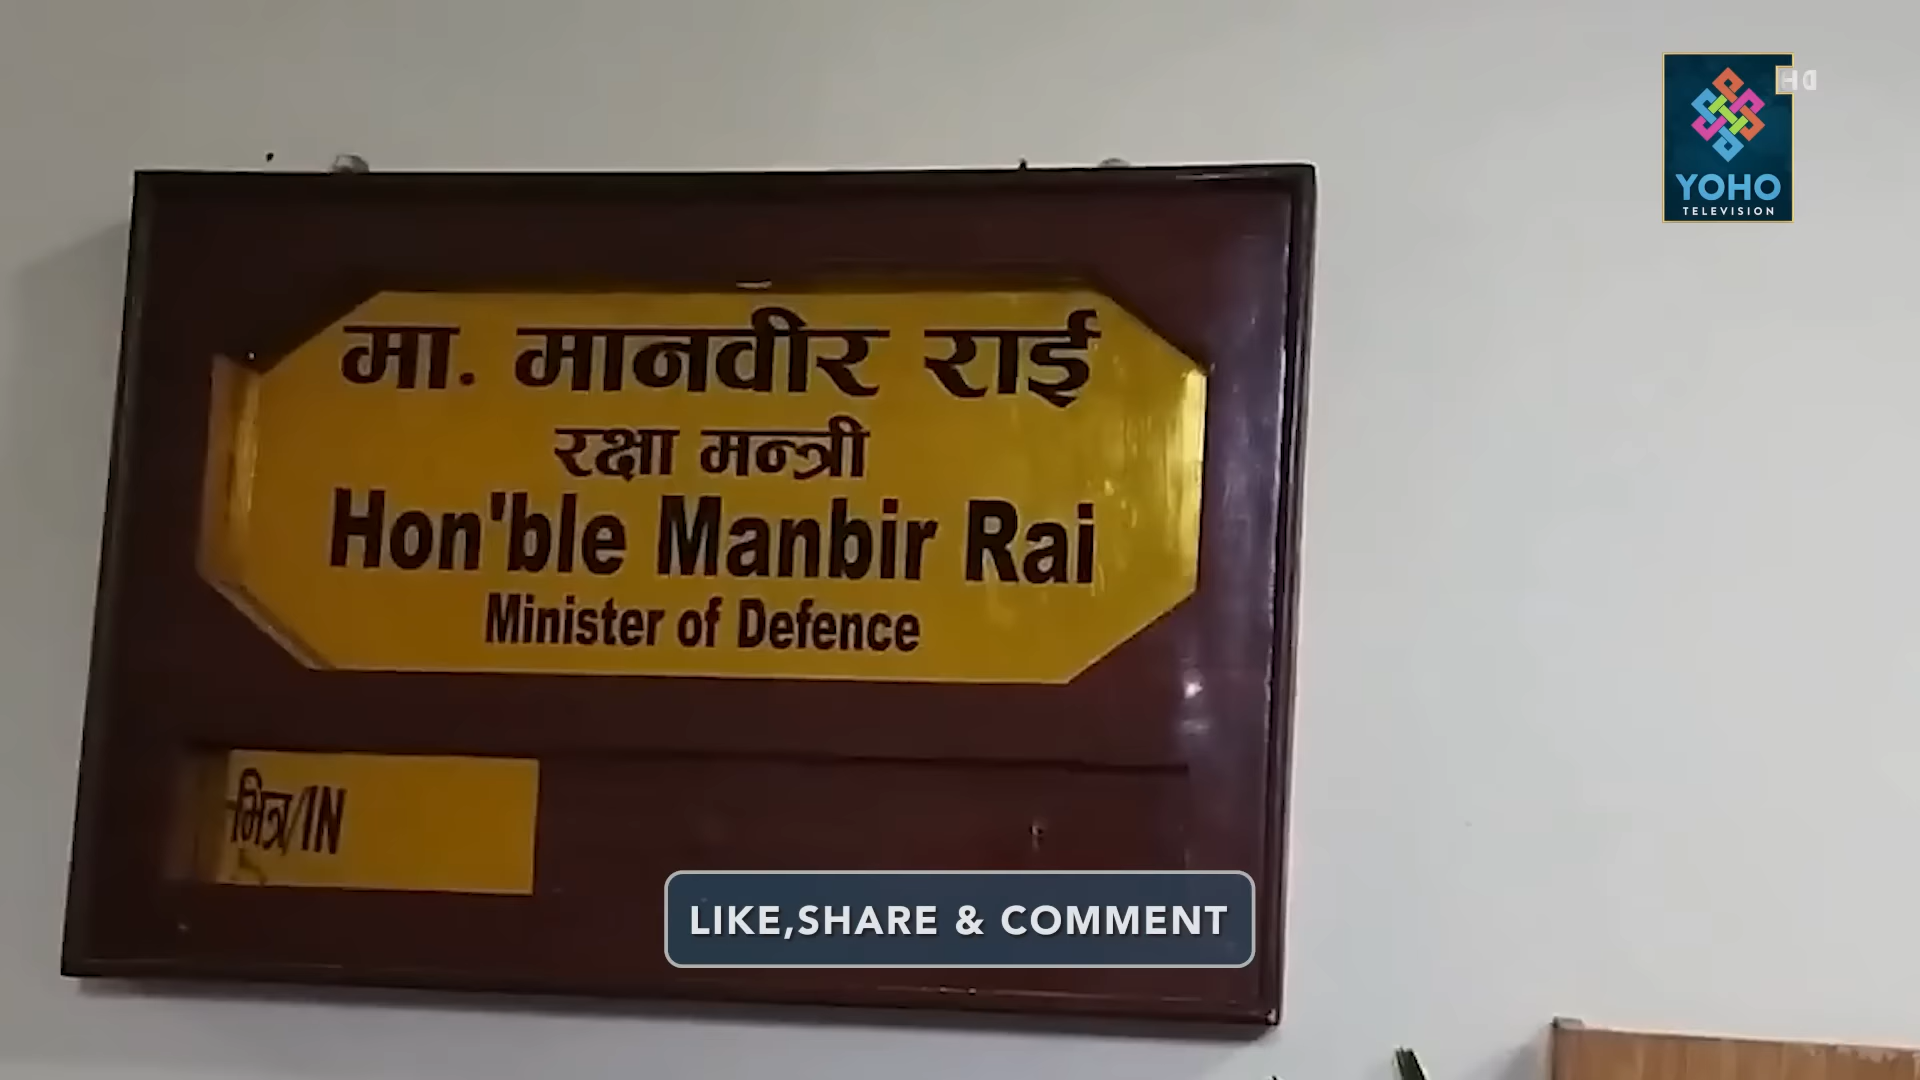 HD
YOHO
TELEVISION
मा. मानवीर राई
रक्षा मन्त्री
Hon'ble Manbir Rai
Minister of Defence
भित्र/IN
LIKE,SHARE & COMMENT